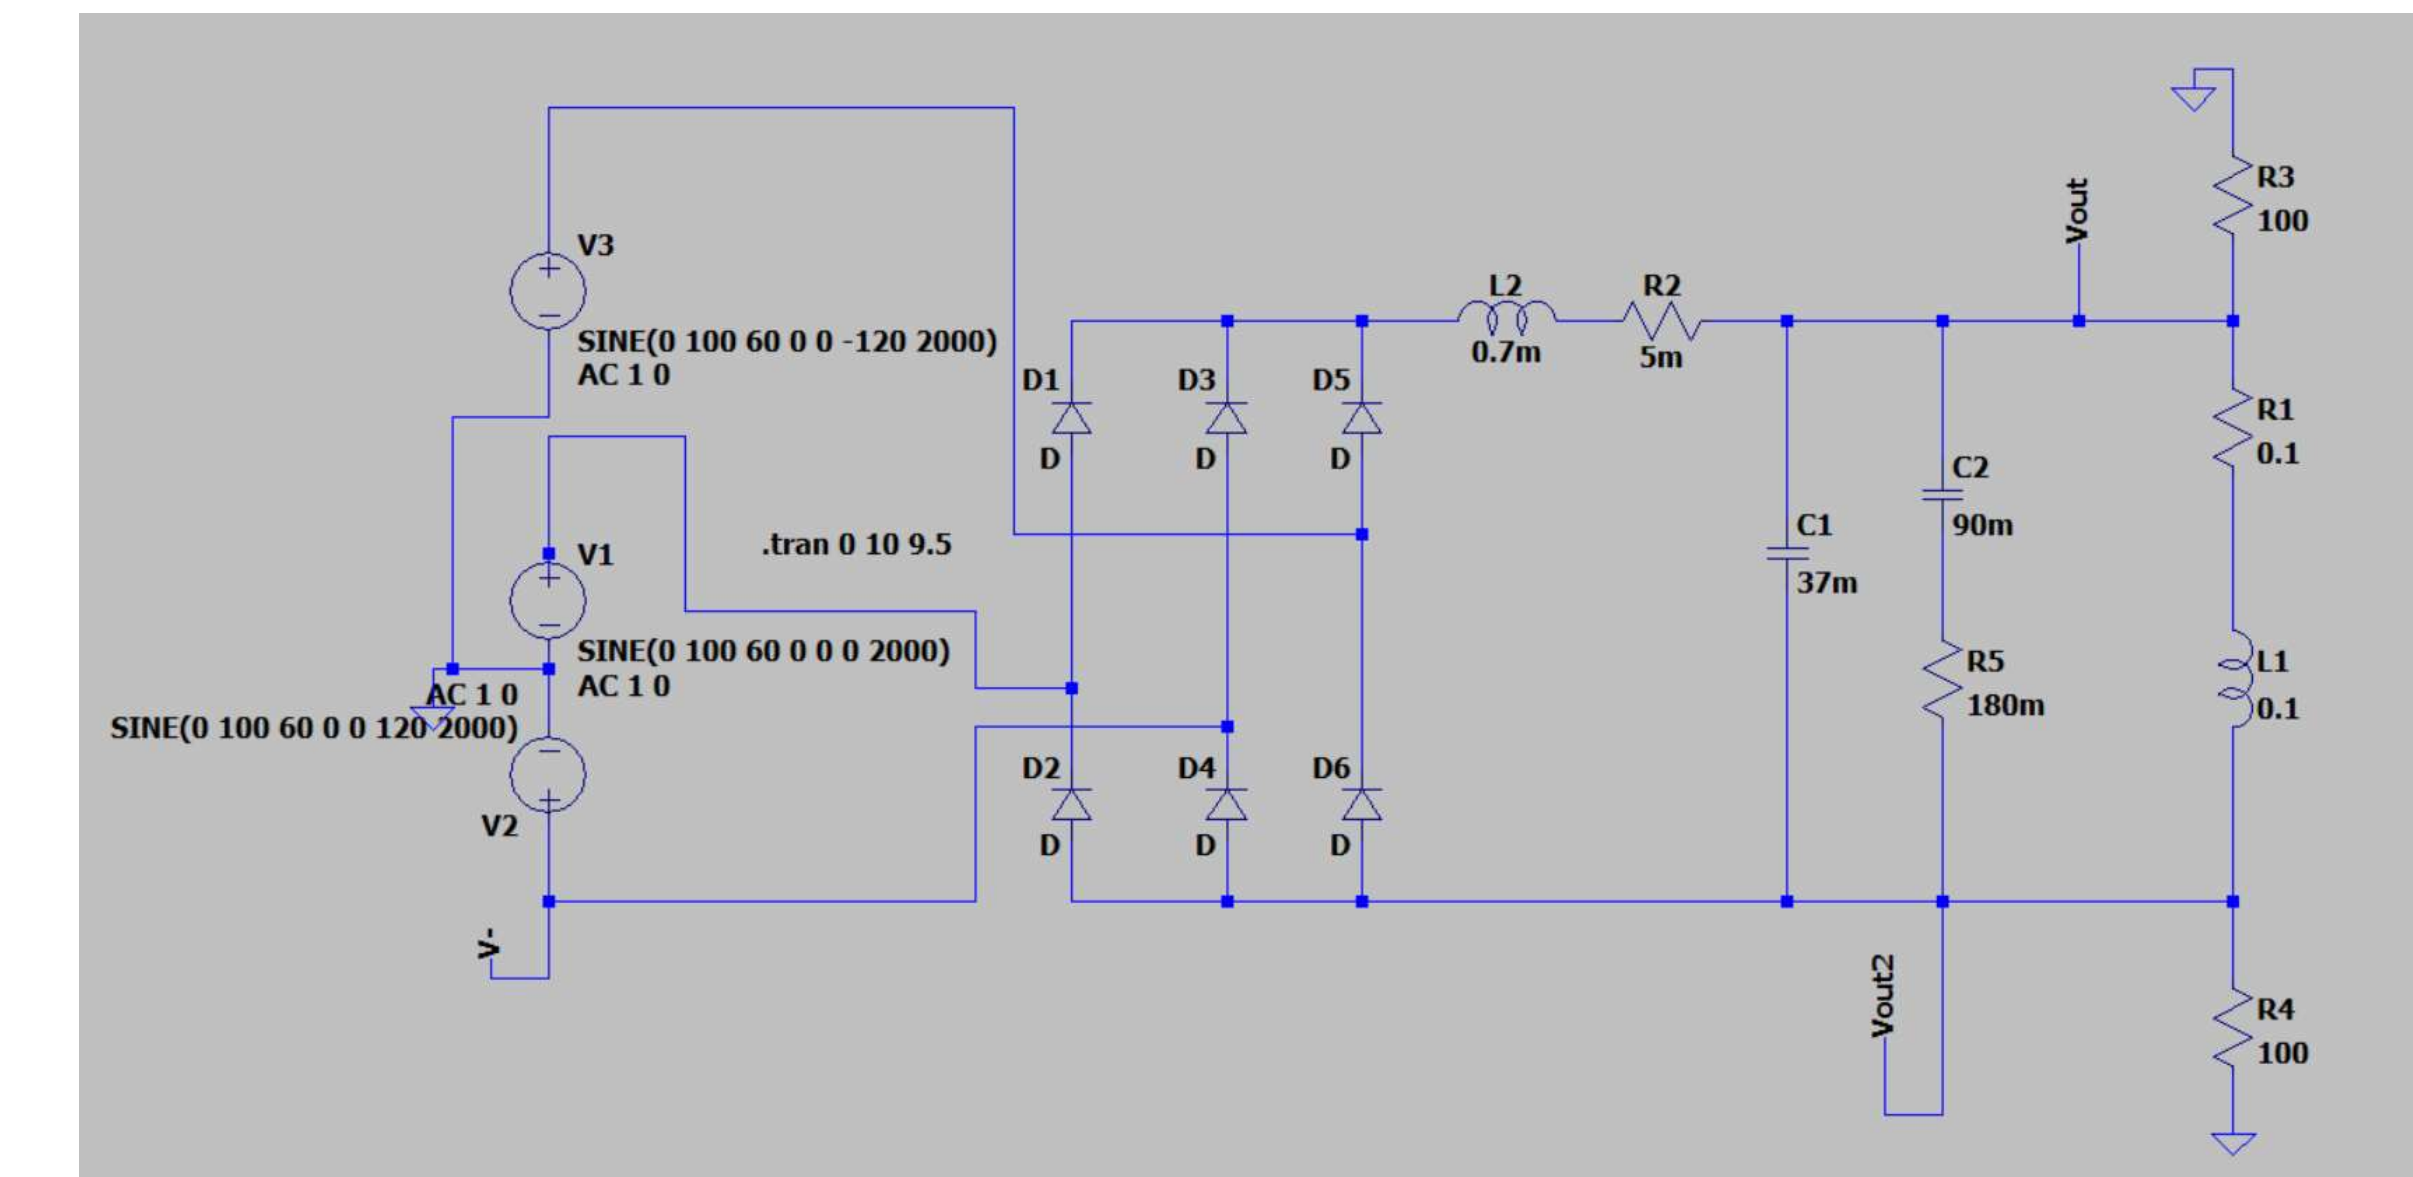 V3
SINE(0 100 60 0 0 -120 2000)
AC 1 0
V1
SINE(0 100 60 0 0 0 2000)
AC 1 0
AC 1 0
SINE(0 100 60 0 0 120 2000)
V2
V-
.tran 0 10 9.5
D1
D
D3
D
D5
D
D2
D
D4
D
D6
D
L2
0.7m
R2
5m
C1
37m
C2
90m
R5
180m
Vout
Vout2
R3
100
R1
0.1
L1
0.1
R4
100